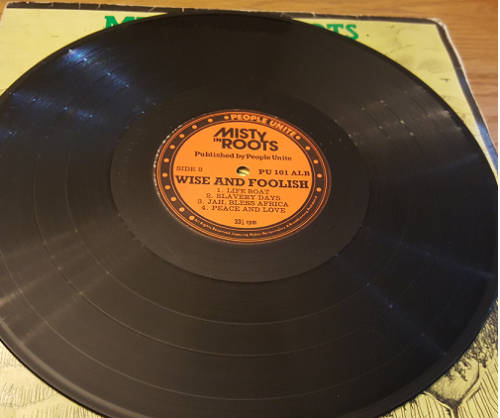 PEOPLE UNITE
MISTY
IN
ROOTS
Published by People Unite
SIDE 2
PU 101 ALB
WISE AND FOOLISH
1. LIFE BOAT
2. SLAVERY DAYS
3. JAH, BLESS AFRICA
4. PEACE AND LOVE
33⅓ rpm